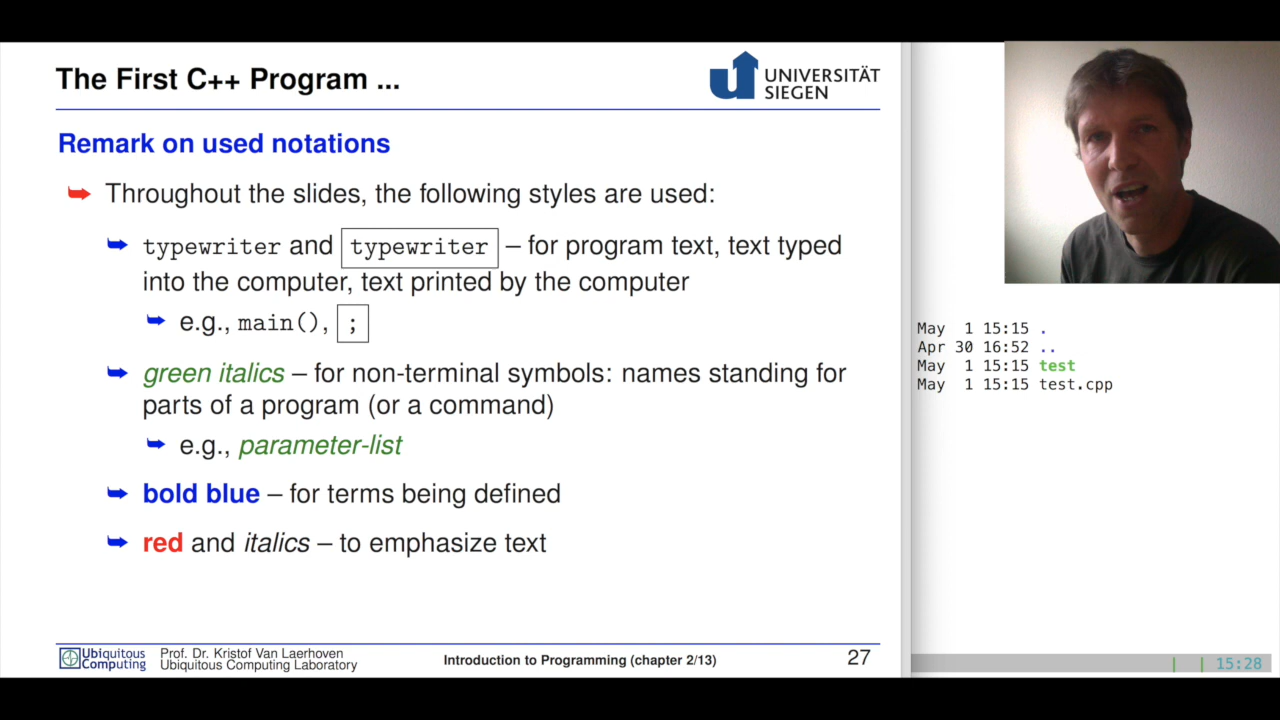 The First C++ Program ...
UNIVERSITÄT
SIEGEN
Remark on used notations
Throughout the slides, the following styles are used:
typewriter and typewriter – for program text, text typed
into the computer, text printed by the computer
e.g., main(), ;
green italics – for non-terminal symbols: names standing for
parts of a program (or a command)
e.g., parameter-list
bold blue – for terms being defined
red and italics – to emphasize text
Ubiquitous
Computing
Prof. Dr. Kristof Van Laerhoven
Ubiquitous Computing Laboratory
Introduction to Programming (chapter 2/13)
27
May 1 15:15 .
Apr 30 16:52 ..
May 1 15:15 test
May 1 15:15 test.cpp
15:28